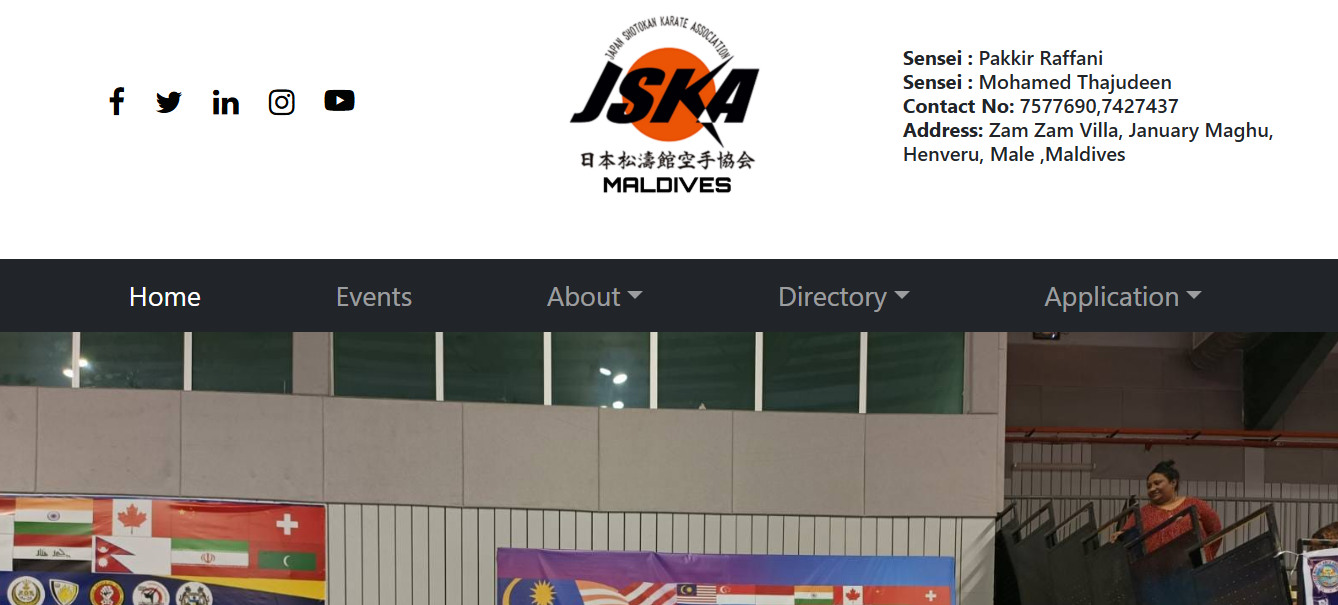 JAPAN SHOTOKAN KARATE ASSOCIATION
JSKA
日本松濤館空手協会
MALDIVES
Sensei : Pakkir Raffani
Sensei : Mohamed Thajudeen
Contact No: 7577690,7427437
Address: Zam Zam Villa, January Maghu,
Henveru, Male ,Maldives
Home Events About Directory Application